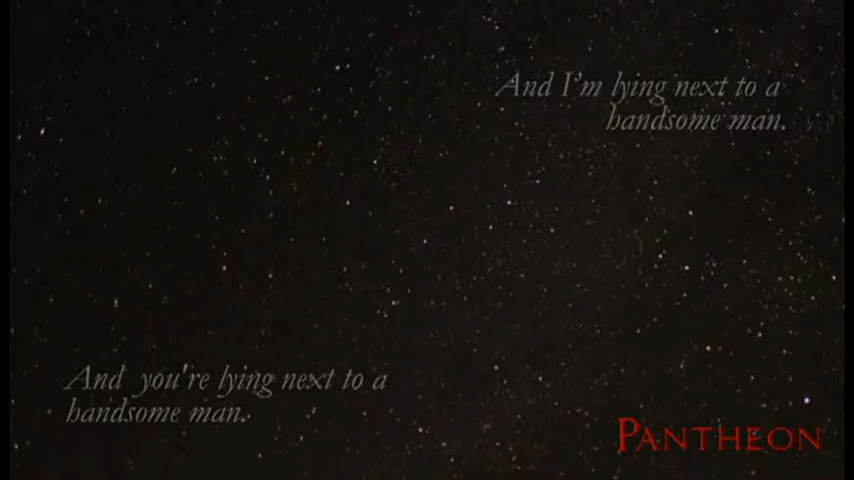 And I'm lying next to a
handsome man.
And you're lying next to a
handsome man.
PANTHEON